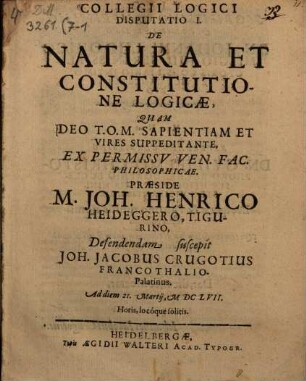 COLLEGII LOGICI
DISPUTATIO I.
DE
NATURA ET
CONSTITUTIO-
NE LOGICÆ,
QUAM
DEO T.O.M. SAPIENTIAM ET
VIRES SUPPEDITANTE,
EX PERMISSV VEN. FAC.
PHILOSOPHICAE.
PRÆSIDE
M. JOH. HENRICO
HEIDEGGERO, TIGU-
RINO,
Defendendam suscepit
JOH. JACOBUS CRUGOTIUS
FRANCOTHALIO-
Palatinus,
Ad diem 21. Martij, M DC LVII.
Horis, locóque solitis.
HEIDELBERGÆ,
Typis ÆGIDII WALTERI ACAD. TYPOGR.